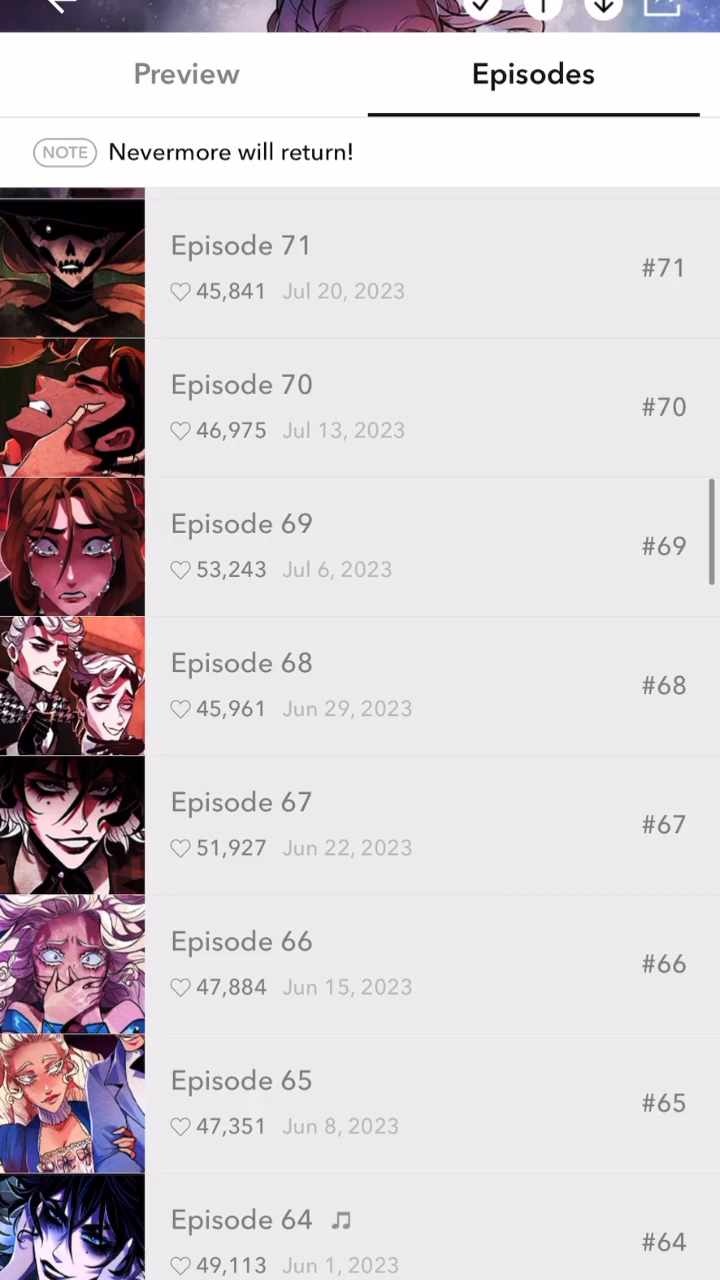 Preview Episodes
NOTE Nevermore will return!
Episode 71
45,841 Jul 20, 2023
#71
Episode 70
46,975 Jul 13, 2023
#70
Episode 69
53,243 Jul 6, 2023
#69
Episode 68
45,961 Jun 29, 2023
#68
Episode 67
51,927 Jun 22, 2023
#67
Episode 66
47,884 Jun 15, 2023
#66
Episode 65
47,351 Jun 8, 2023
#65
Episode 64
49,113 Jun 1, 2023
#64